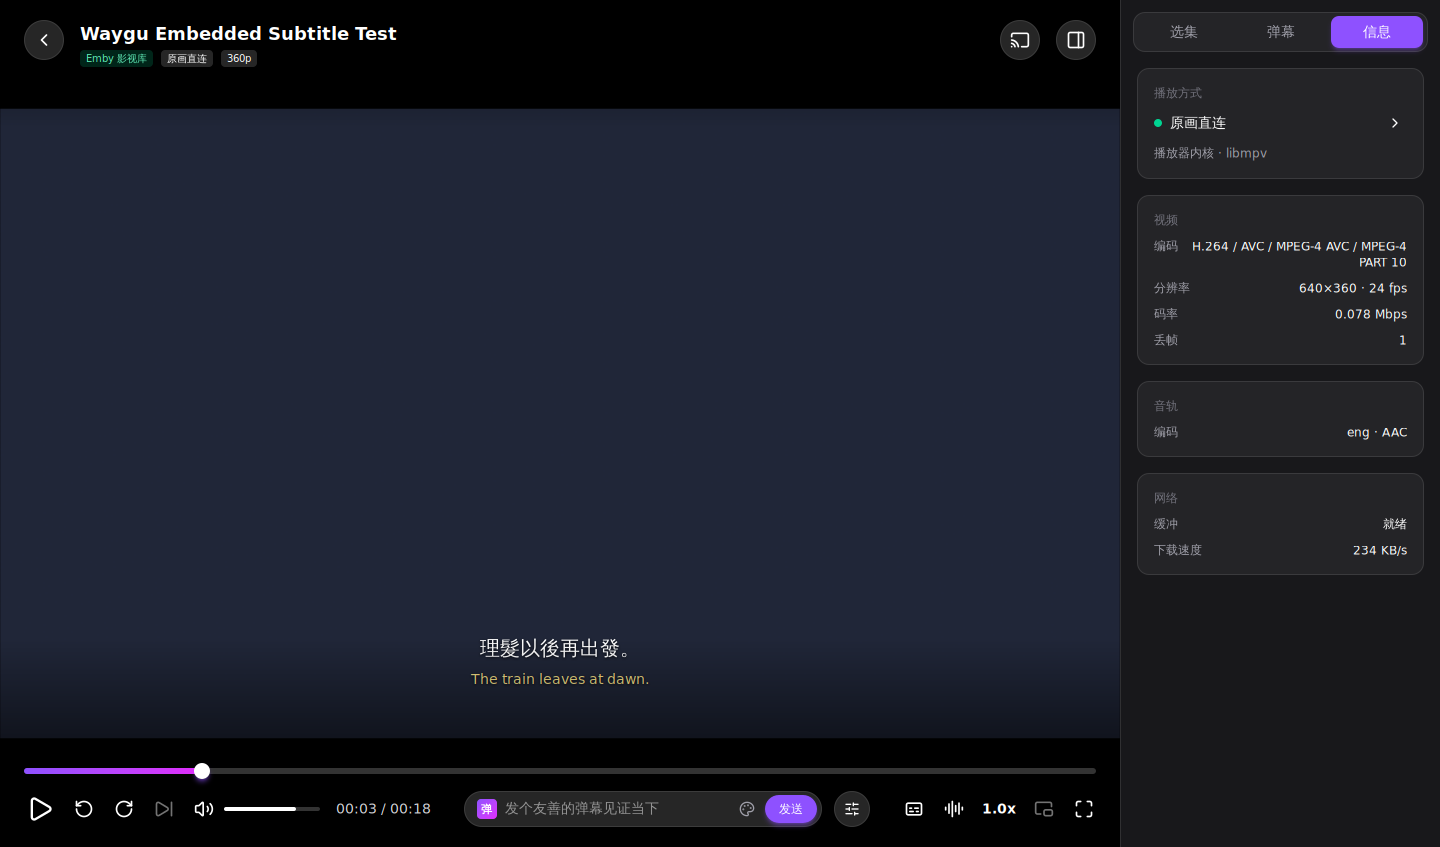 Waygu Embedded Subtitle Test
Emby 影视库 原画直连 360p
理髮以後再出發。
The train leaves at dawn.
00:03 / 00:18
弹 发个友善的弹幕见证当下 发送
1.0x
选集 弹幕 信息
播放方式
原画直连
播放器内核 · libmpv
视频
编码 H.264 / AVC / MPEG-4 AVC / MPEG-4
PART 10
分辨率 640×360 · 24 fps
码率 0.078 Mbps
丢帧 1
音轨
编码 eng · AAC
网络
缓冲 就绪
下载速度 234 KB/s